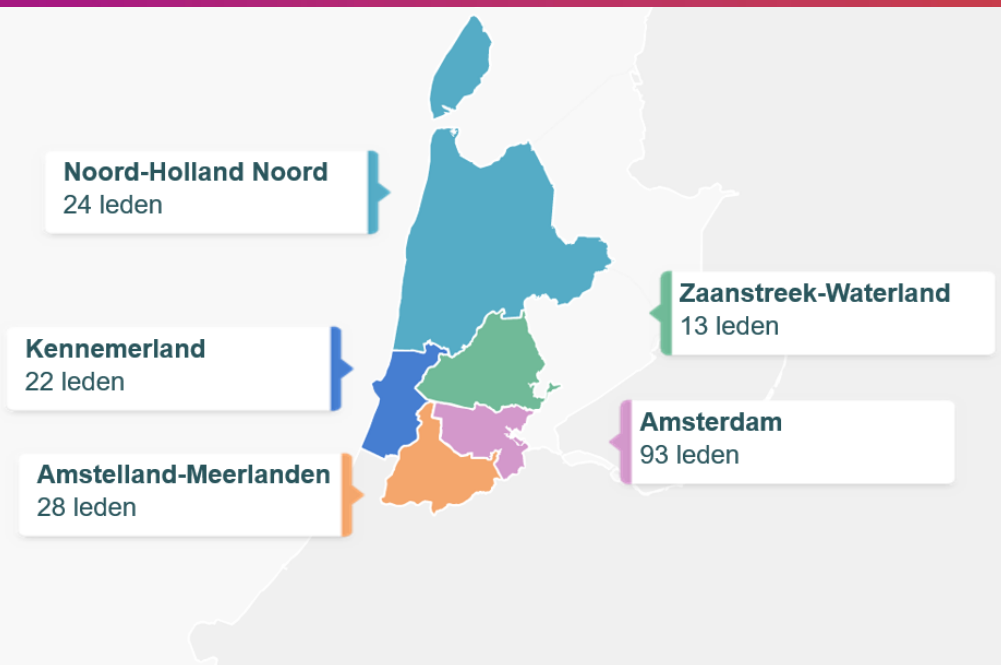 Noord-Holland Noord
24 leden
Zaanstreek-Waterland
13 leden
Kennemerland
22 leden
Amsterdam
93 leden
Amstelland-Meerlanden
28 leden